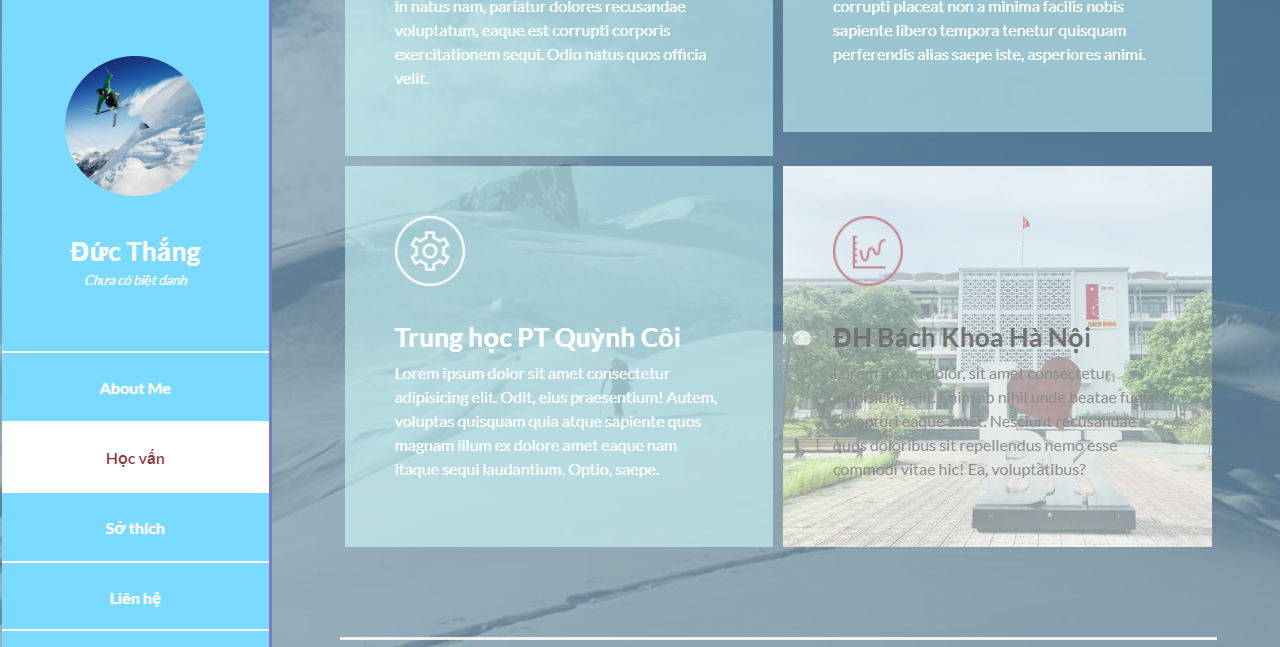 Đức Thắng
Chưa có biệt danh
About Me
Học vấn
Sở thích
Liên hệ
in natus nam, pariatur dolores recusandae
voluptatum, eaque est corrupti corporis
exercitationem sequi. Odio natus quos officia
velit.
corrupti placeat non a minima facilis nobis
sapiente libero tempora tenetur quisquam
perferendis alias saepe iste, asperiores animi.
Trung học PT Quỳnh Côi
Lorem ipsum dolor sit amet consectetur
adipisicing elit. Odit, eius praesentium! Autem,
voluptas quisquam quia atque sapiente quos
magnam illum ex dolore amet eaque nam
itaque sequi laudantium. Optio, saepe.
ĐH Bách Khoa Hà Nội
Lorem ipsum dolor, sit amet consectetur
adipisicing elit. Enim ab nihil unde beatae fugiat
excepturi eaque amet. Nesciunt recusandae
quos doloribus sit repellendus nemo esse
commodi vitae hic! Ea, voluptatibus?
BÁCH KHOA